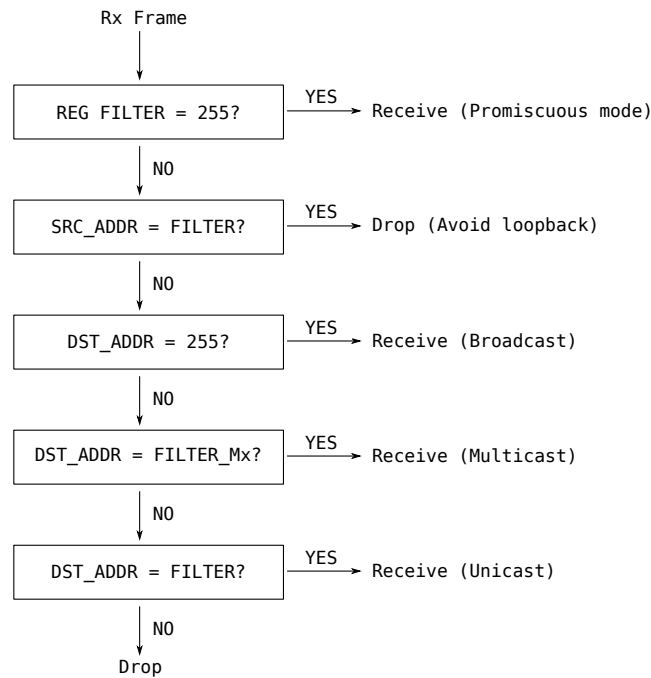 Rx Frame
REG FILTER = 255?
YES
Receive (Promiscuous mode)
NO
SRC_ADDR = FILTER?
YES
Drop (Avoid loopback)
NO
DST_ADDR = 255?
YES
Receive (Broadcast)
NO
DST_ADDR = FILTER_Mx?
YES
Receive (Multicast)
NO
DST_ADDR = FILTER?
YES
Receive (Unicast)
NO
Drop